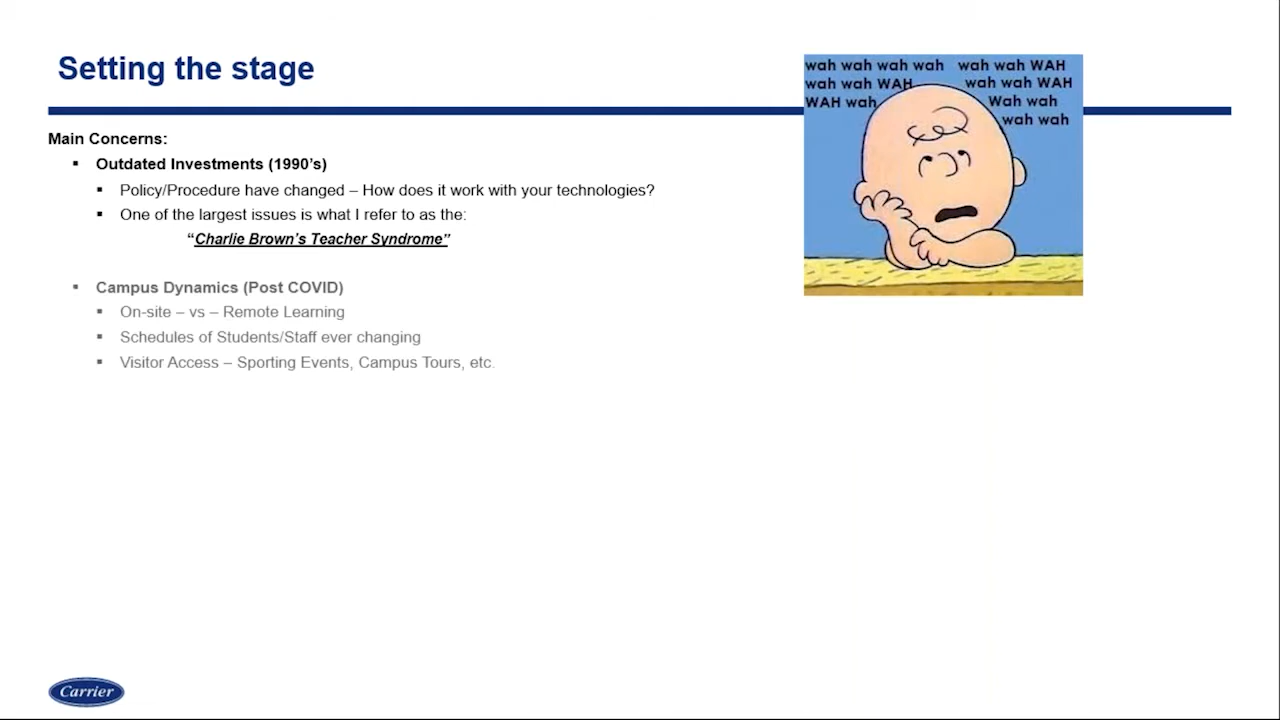 Setting the stage
wah wah wah wah wah wah WAH
wah wah WAH wah wah WAH
WAH wah Wah wah
wah wah
Main Concerns:
▪ Outdated Investments (1990’s)
▪ Policy/Procedure have changed – How does it work with your technologies?
▪ One of the largest issues is what I refer to as the:
“Charlie Brown’s Teacher Syndrome”
▪ Campus Dynamics (Post COVID)
▪ On-site – vs – Remote Learning
▪ Schedules of Students/Staff ever changing
▪ Visitor Access – Sporting Events, Campus Tours, etc.
Carrier